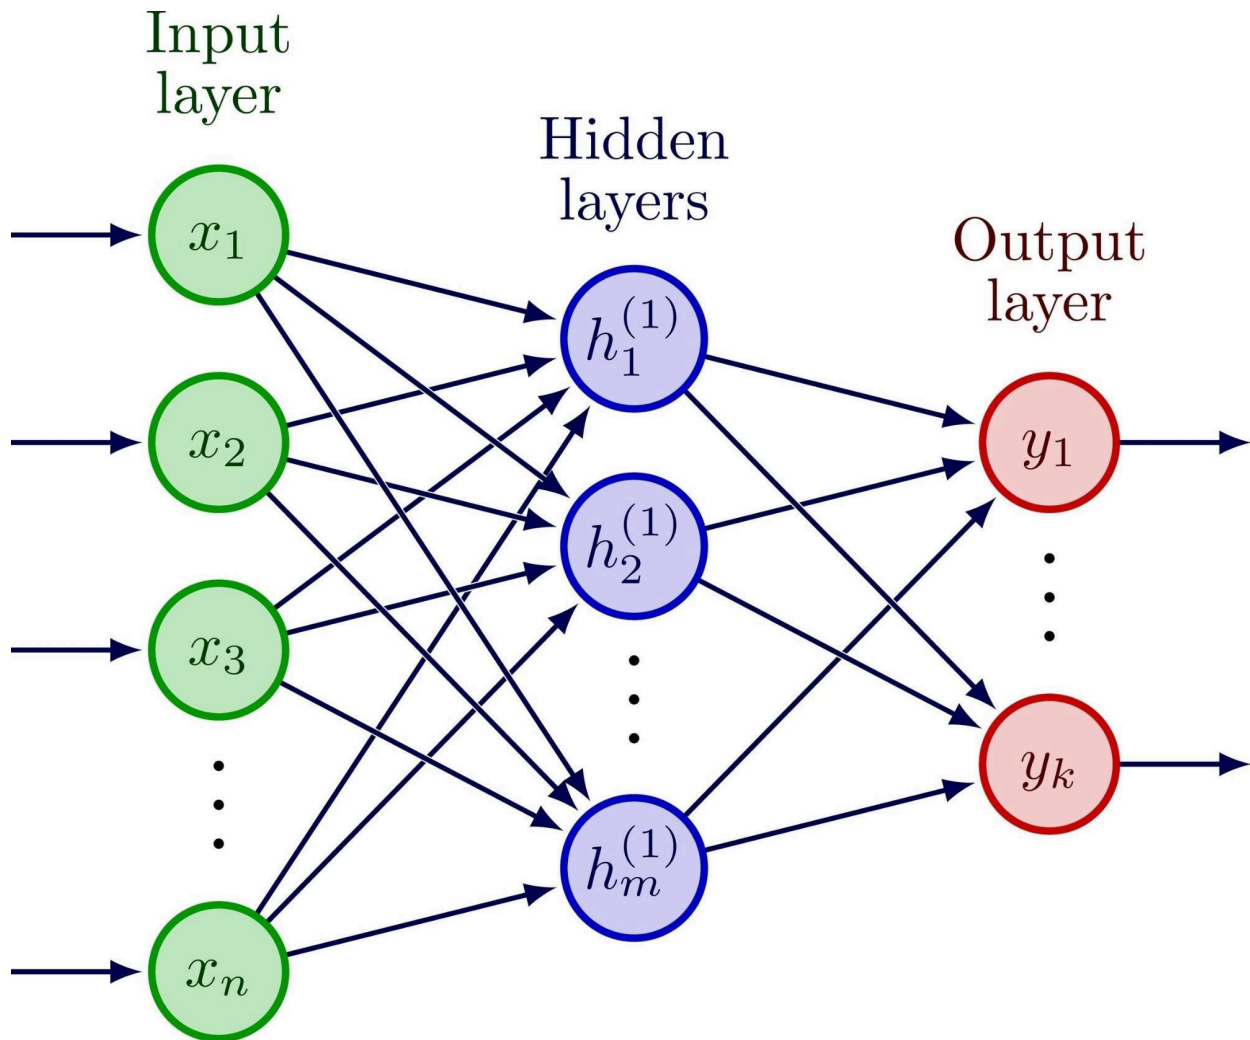 Input
layer
Hidden
layers
Output
layer
x₁
x₂
x₃
xₙ
h₁⁽¹⁾
h₂⁽¹⁾
hₘ⁽¹⁾
y₁
yₖ